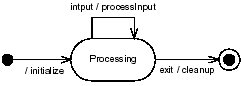 intput / processInput
Processing
/ initialize
exit / cleanup